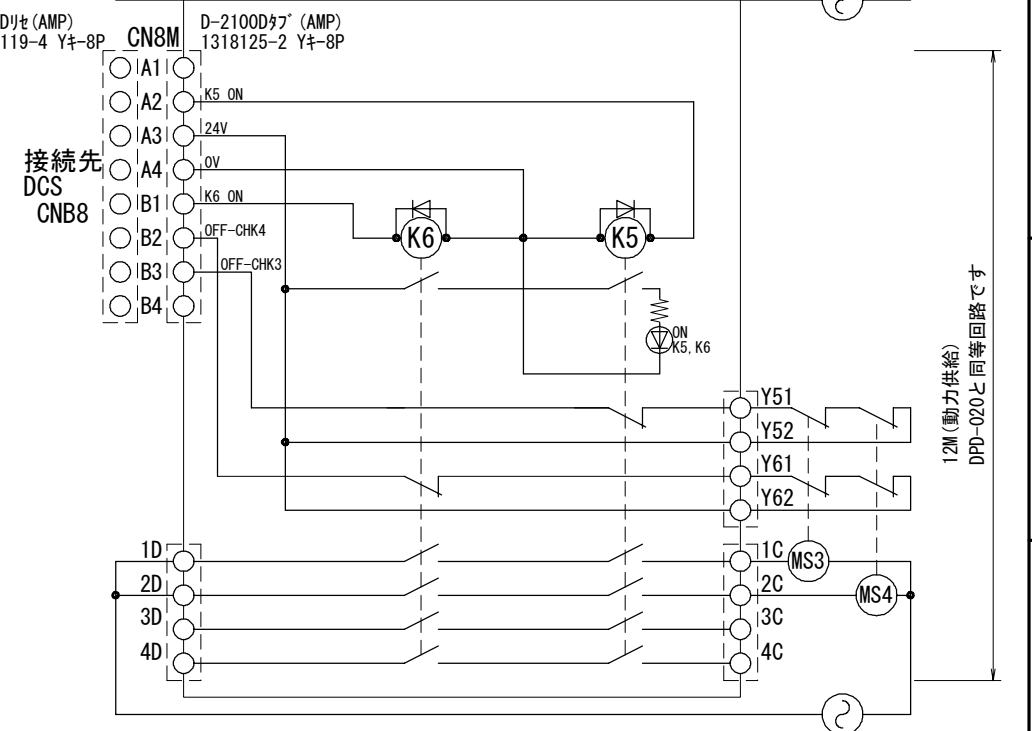 Dリセ(AMP)
119-4 Yキ-8P
CN8M
D-2100Dタブ(AMP)
1318125-2 Yキ-8P
A1
A2
A3
A4
B1
B2
B3
B4
接続先
DCS
CNB8
K5 ON
24V
0V
K6 ON
OFF-CHK4
OFF-CHK3
K6
K5
ON
K5,K6
Y51
Y52
Y61
Y62
1D
2D
3D
4D
1C
2C
3C
4C
MS3
MS4
12M(動力供給)
DPD-020と同等回路です